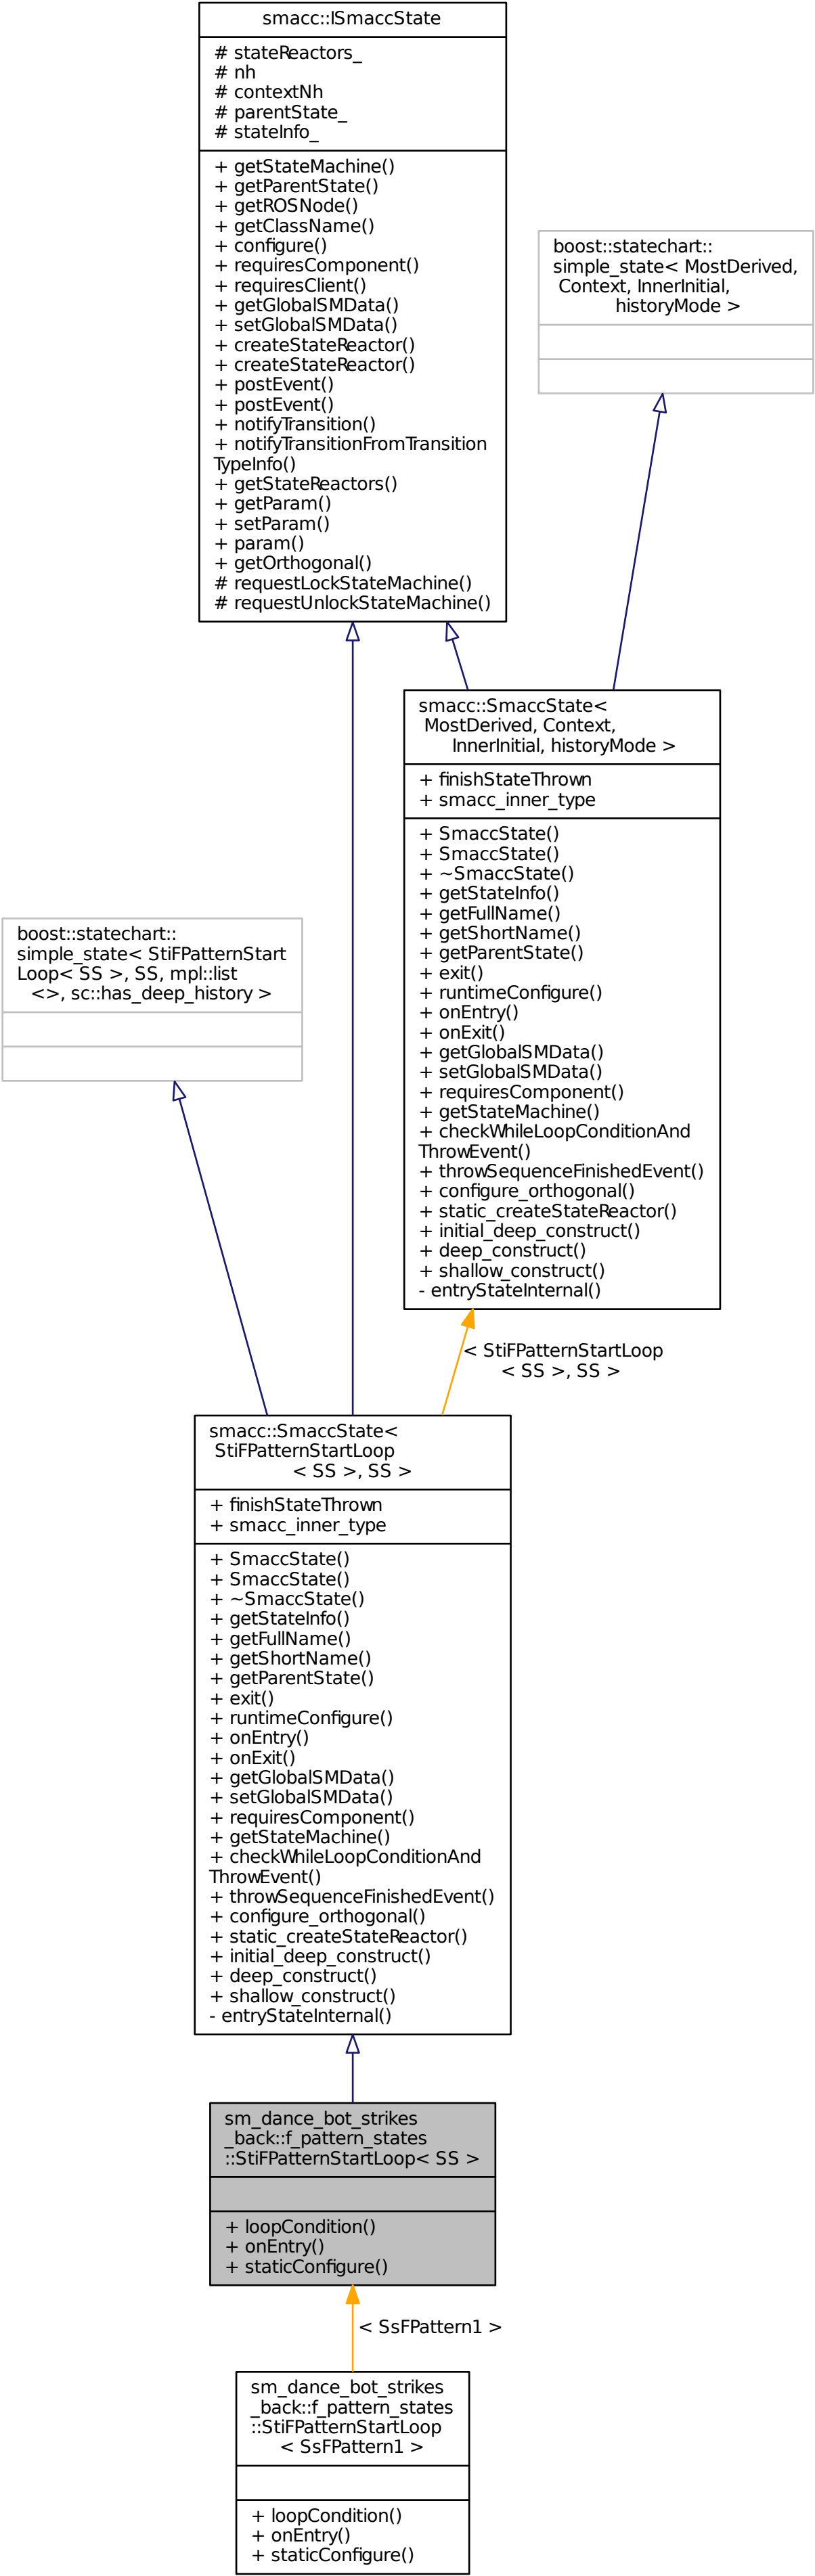 smacc::ISmaccState
# stateReactors_
# nh
# contextNh
# parentState_
# stateInfo_
+ getStateMachine()
+ getParentState()
+ getROSNode()
+ getClassName()
+ configure()
+ requiresComponent()
+ requiresClient()
+ getGlobalSMData()
+ setGlobalSMData()
+ createStateReactor()
+ createStateReactor()
+ postEvent()
+ postEvent()
+ notifyTransition()
+ notifyTransitionFromTransition
TypeInfo()
+ getStateReactors()
+ getParam()
+ setParam()
+ param()
+ getOrthogonal()
# requestLockStateMachine()
# requestUnlockStateMachine()
boost::statechart::
simple_state< MostDerived,
Context, InnerInitial,
historyMode >
smacc::SmaccState<
MostDerived, Context,
InnerInitial, historyMode >
+ finishStateThrown
+ smacc_inner_type
+ SmaccState()
+ SmaccState()
+ ~SmaccState()
+ getStateInfo()
+ getFullName()
+ getShortName()
+ getParentState()
+ exit()
+ runtimeConfigure()
+ onEntry()
+ onExit()
+ getGlobalSMData()
+ setGlobalSMData()
+ requiresComponent()
+ getStateMachine()
+ checkWhileLoopConditionAnd
ThrowEvent()
+ throwSequenceFinishedEvent()
+ configure_orthogonal()
+ static_createStateReactor()
+ initial_deep_construct()
+ deep_construct()
+ shallow_construct()
- entryStateInternal()
boost::statechart::
simple_state< StiFPatternStart
Loop< SS >, SS, mpl::list
<>, sc::has_deep_history >
< StiFPatternStartLoop
< SS >, SS >
smacc::SmaccState<
StiFPatternStartLoop
< SS >, SS >
+ finishStateThrown
+ smacc_inner_type
+ SmaccState()
+ SmaccState()
+ ~SmaccState()
+ getStateInfo()
+ getFullName()
+ getShortName()
+ getParentState()
+ exit()
+ runtimeConfigure()
+ onEntry()
+ onExit()
+ getGlobalSMData()
+ setGlobalSMData()
+ requiresComponent()
+ getStateMachine()
+ checkWhileLoopConditionAnd
ThrowEvent()
+ throwSequenceFinishedEvent()
+ configure_orthogonal()
+ static_createStateReactor()
+ initial_deep_construct()
+ deep_construct()
+ shallow_construct()
- entryStateInternal()
sm_dance_bot_strikes
_back::f_pattern_states
::StiFPatternStartLoop< SS >
+ loopCondition()
+ onEntry()
+ staticConfigure()
< SsFPattern1 >
sm_dance_bot_strikes
_back::f_pattern_states
::StiFPatternStartLoop
< SsFPattern1 >
+ loopCondition()
+ onEntry()
+ staticConfigure()